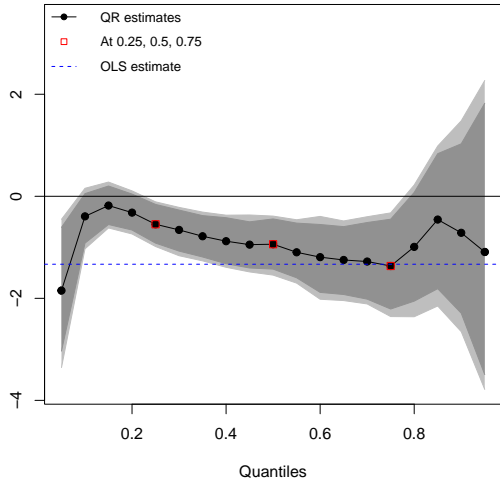 QR estimates
At 0.25, 0.5, 0.75
OLS estimate
2
0
−2
−4
0.2 0.4 0.6 0.8
Quantiles